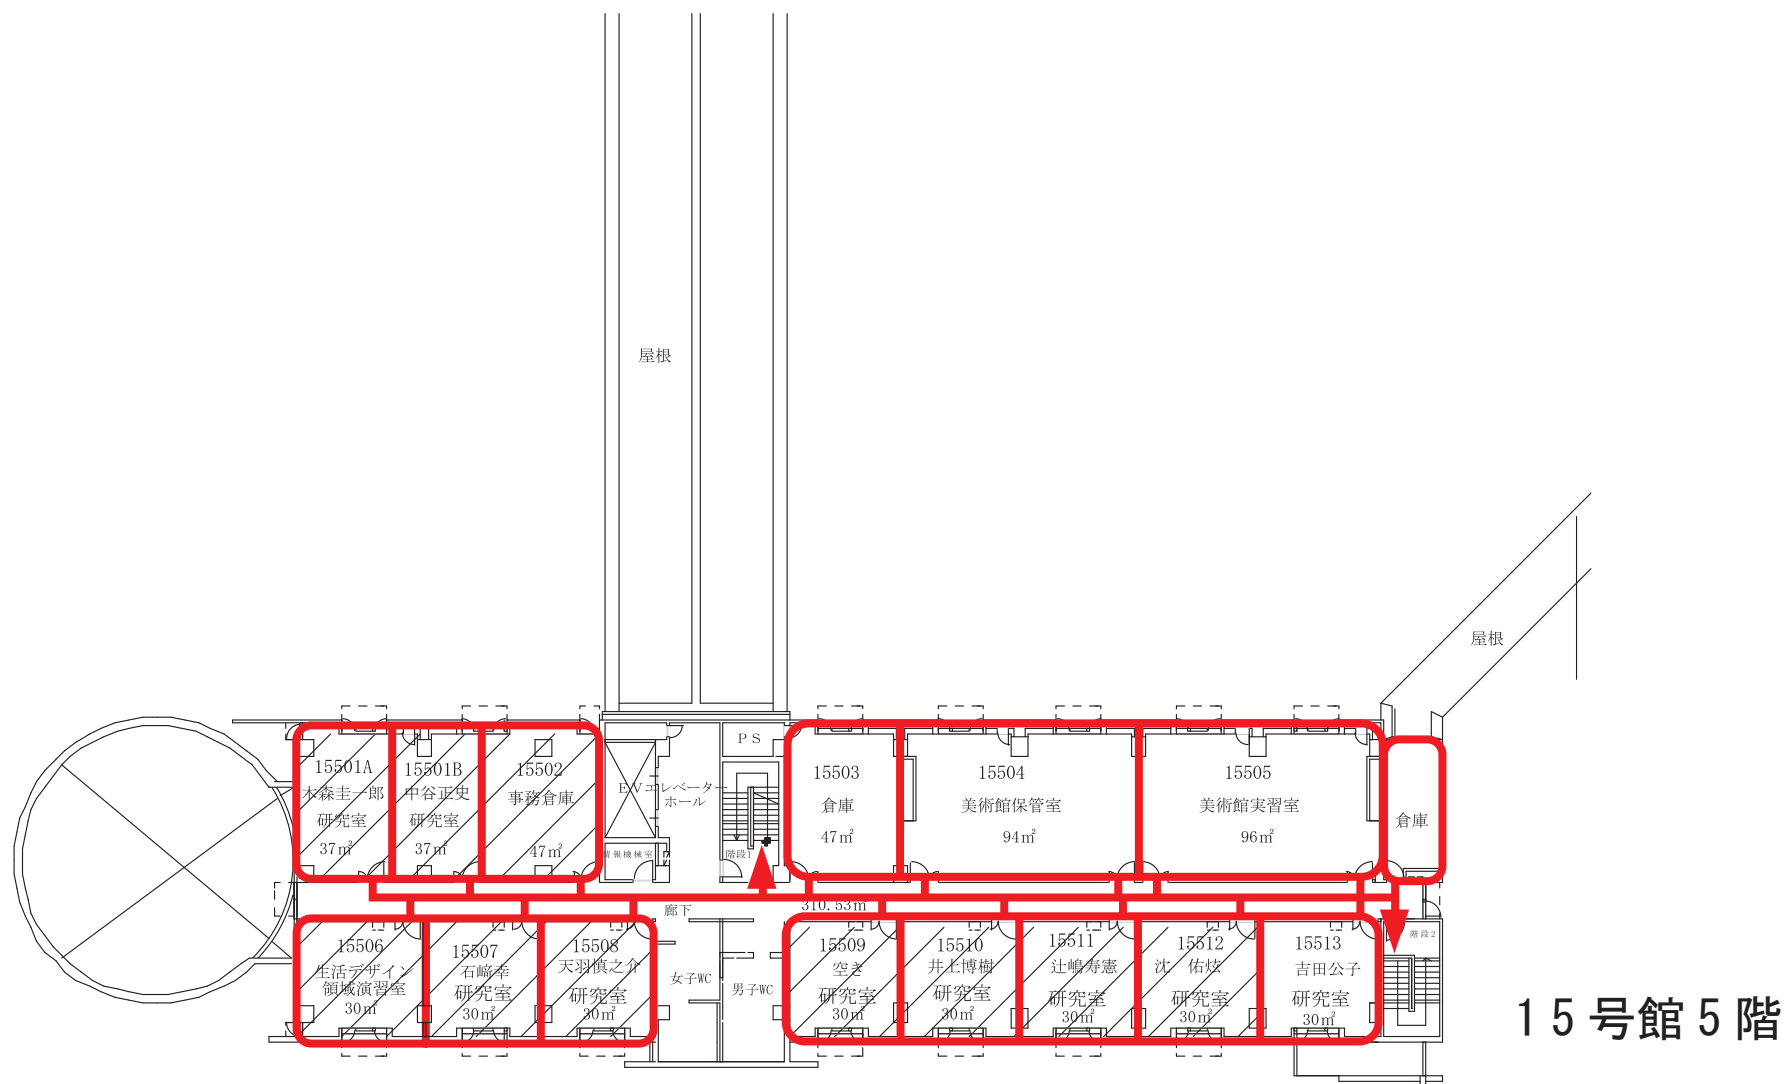 屋根
屋根
PS
15501A
木森圭一郎
研究室
37㎡
15501B
中谷正史
研究室
37㎡
15502
事務倉庫
47㎡
EVエレベーター
ホール
情報機械室
階段1
15503
倉庫
47㎡
15504
美術館保管室
94㎡
15505
美術館実習室
96㎡
倉庫
廊下
310.53㎡
15506
生活デザイン
領域演習室
30㎡
15507
石﨑幸
研究室
30㎡
15508
天羽慎之介
研究室
30㎡
女子WC
男子WC
15509
空き
研究室
30㎡
15510
井上博樹
研究室
30㎡
15511
辻嶋寿憲
研究室
30㎡
15512
沈 佑炫
研究室
30㎡
15513
吉田公子
研究室
30㎡
階段2
15号館5階